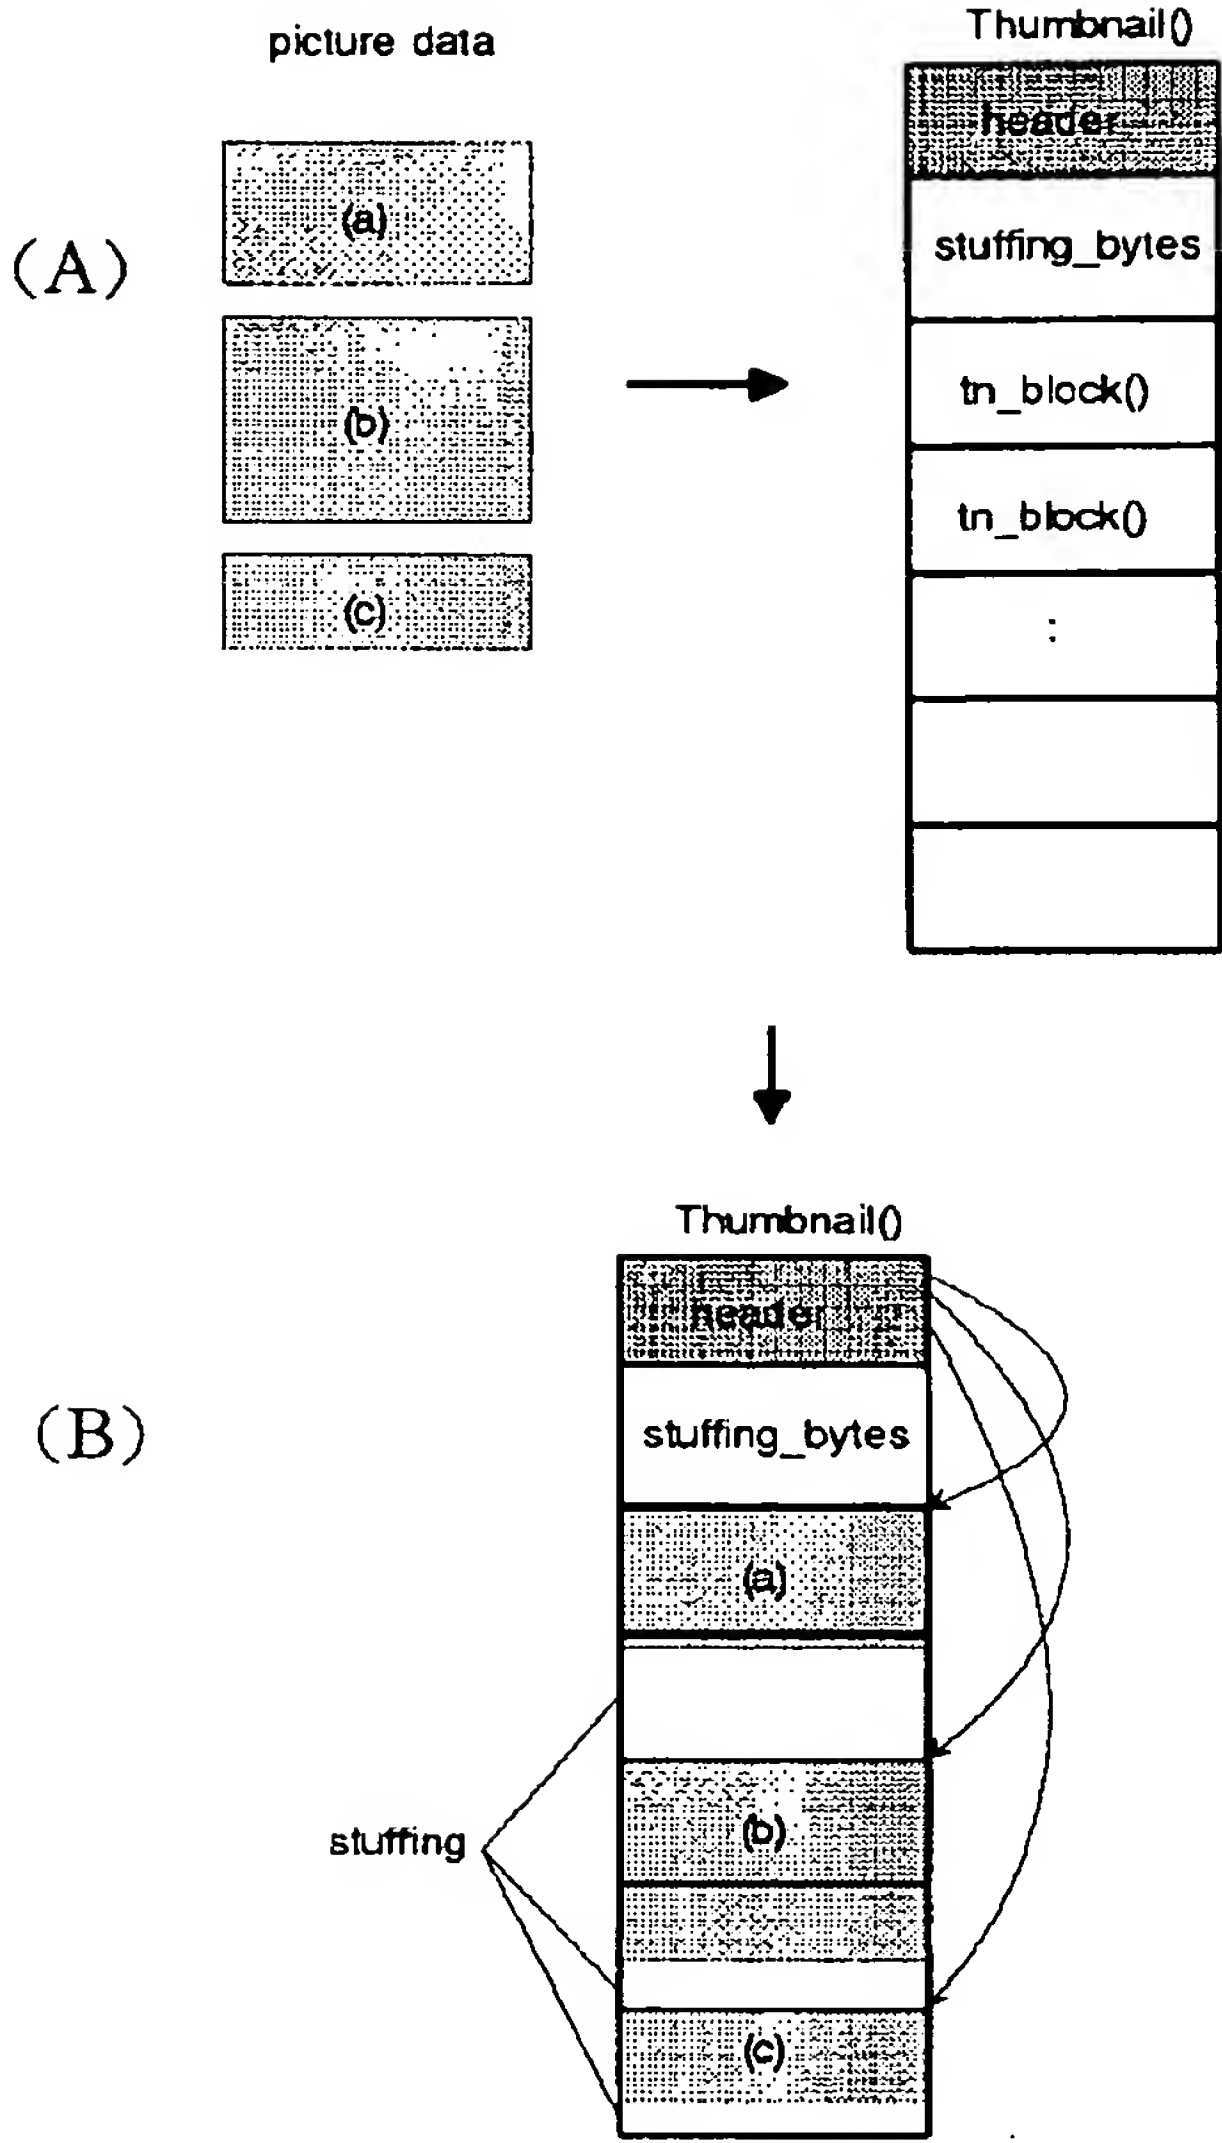 picture data
Thumbnail()
(A)
(a)
(b)
(c)
header
stuffing_bytes
tn_block()
tn_block()
:
(B)
Thumbnail()
header
stuffing_bytes
(a)
(b)
(c)
stuffing